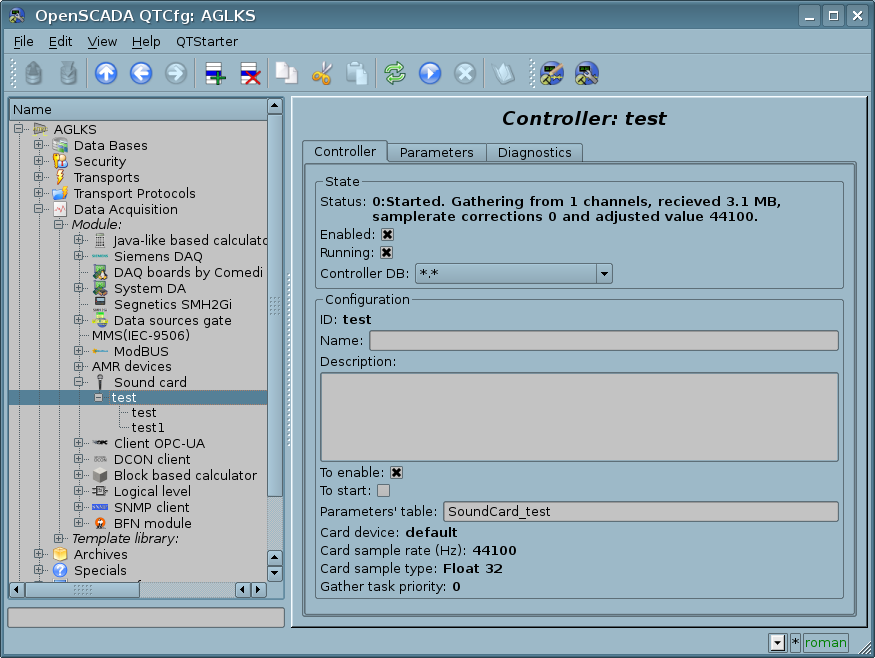 OpenSCADA QTCfg: AGLKS
File Edit View Help QTStarter
Name
AGLKS
Data Bases
Security
Transports
Transport Protocols
Data Acquisition
Module:
Java-like based calculato
Siemens DAQ
DAQ boards by Comedi
System DA
Segnetics SMH2Gi
Data sources gate
MMS(IEC-9506)
ModBUS
AMR devices
Sound card
test
test
test1
Client OPC-UA
DCON client
Block based calculator
Logical level
SNMP client
BFN module
Template library:
Archives
Specials
Controller: test
Controller Parameters Diagnostics
State
Status: 0:Started. Gathering from 1 channels, recieved 3.1 MB,
samplerate corrections 0 and adjusted value 44100.
Enabled:
Running:
Controller DB: *.*
Configuration
ID: test
Name:
Description:
To enable:
To start:
Parameters' table: SoundCard_test
Card device: default
Card sample rate (Hz): 44100
Card sample type: Float 32
Gather task priority: 0
* roman